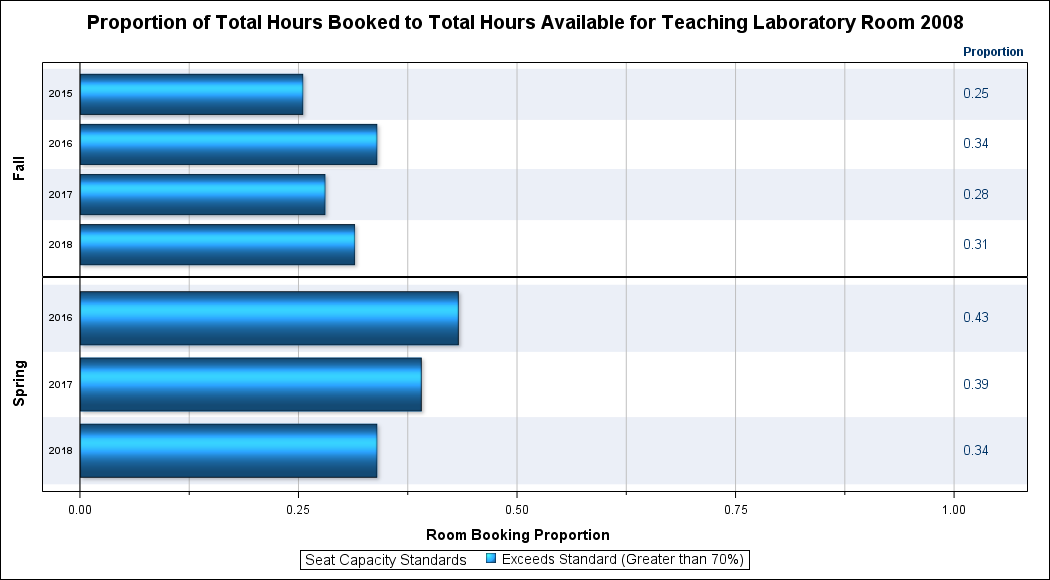 Proportion of Total Hours Booked to Total Hours Available for Teaching Laboratory Room 2008
Proportion
Fall
2015 0.25
2016 0.34
2017 0.28
2018 0.31
Spring
2016 0.43
2017 0.39
2018 0.34
0.00 0.25 0.50 0.75 1.00
Room Booking Proportion
Seat Capacity Standards Exceeds Standard (Greater than 70%)